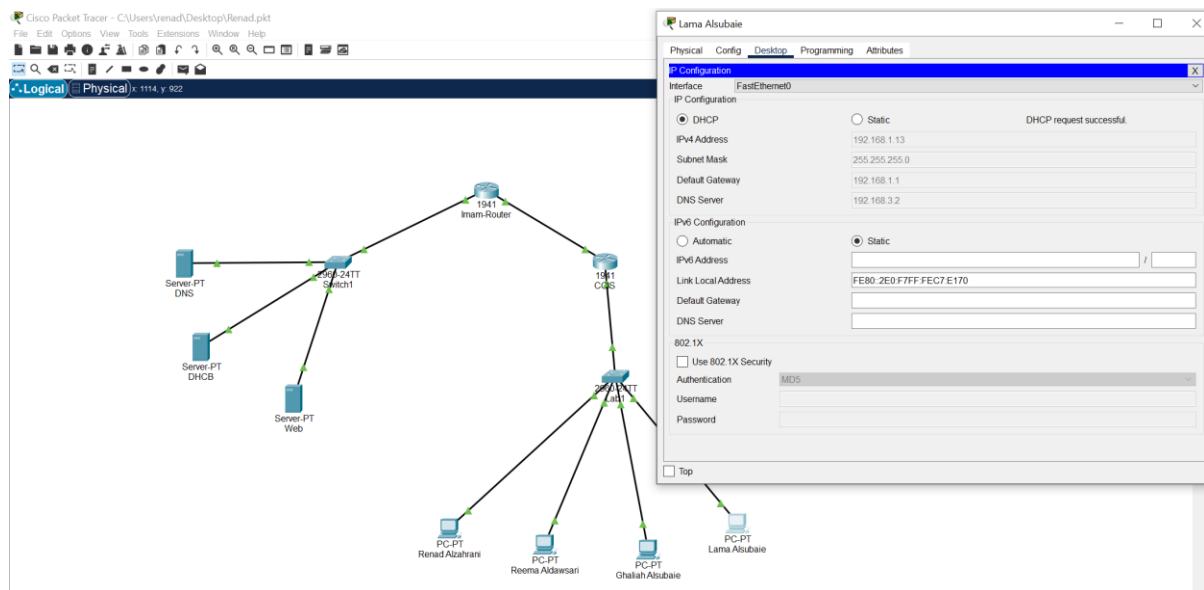 Cisco Packet Tracer - C:\Users\renad\Desktop\Renad.pkt
File Edit Options View Tools Extensions Window Help
Logical Physical x: 1114, y: 922
1941
Imam-Router
Server-PT
DNS
2960-24TT
Switch1
1941
CCIS
Server-PT
DHCB
Server-PT
Web
2960-24TT
Lab1
PC-PT
Renad Alzahrani
PC-PT
Reema Aldawsari
PC-PT
Ghaliah Alsubaie
PC-PT
Lama Alsubaie
Lama Alsubaie
Physical Config Desktop Programming Attributes
IP Configuration X
Interface FastEthernet0
IP Configuration
DHCP Static DHCP request successful.
IPv4 Address 192.168.1.13
Subnet Mask 255.255.255.0
Default Gateway 192.168.1.1
DNS Server 192.168.3.2
IPv6 Configuration
Automatic Static
IPv6 Address /
Link Local Address FE80::2E0:F7FF:FEC7:E170
Default Gateway
DNS Server
802.1X
Use 802.1X Security
Authentication MD5
Username
Password
Top